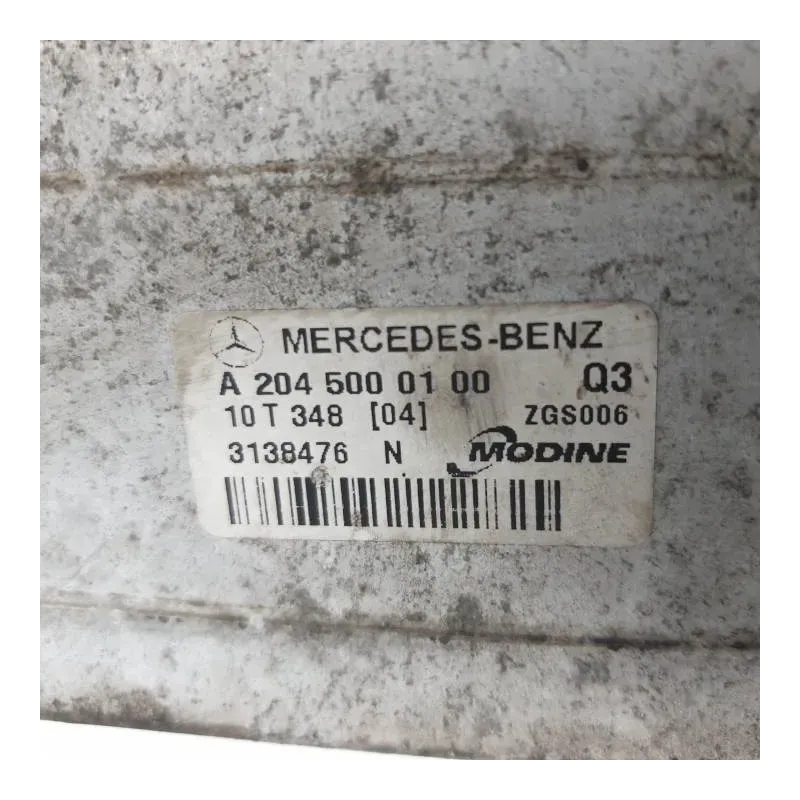 MERCEDES-BENZ
A 204 500 01 00 Q3
10 T 348 [04] ZGS006
3138476 N MODINE